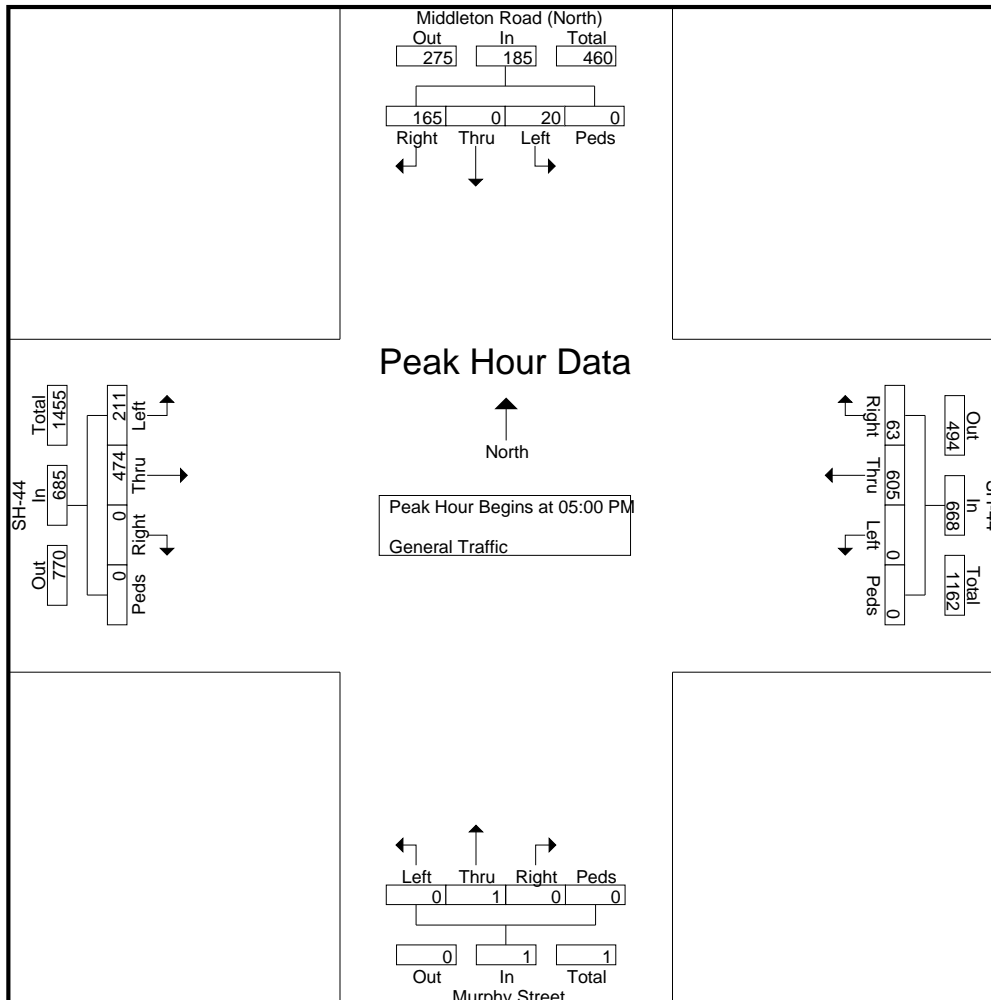 Middleton Road (North)
Out In Total
275 185 460
165 0 20 0
Right Thru Left Peds
Peak Hour Data
North
Peak Hour Begins at 05:00 PM
General Traffic
SH-44
Total In Out
1455 685 770
211 474 0 0
Left Thru Right Peds
Right Thru Left Peds
63 605 0 0
Out In Total
494 668 1162
SH-44
Left Thru Right Peds
0 1 0 0
0 1 1
Out In Total
Murphy Street